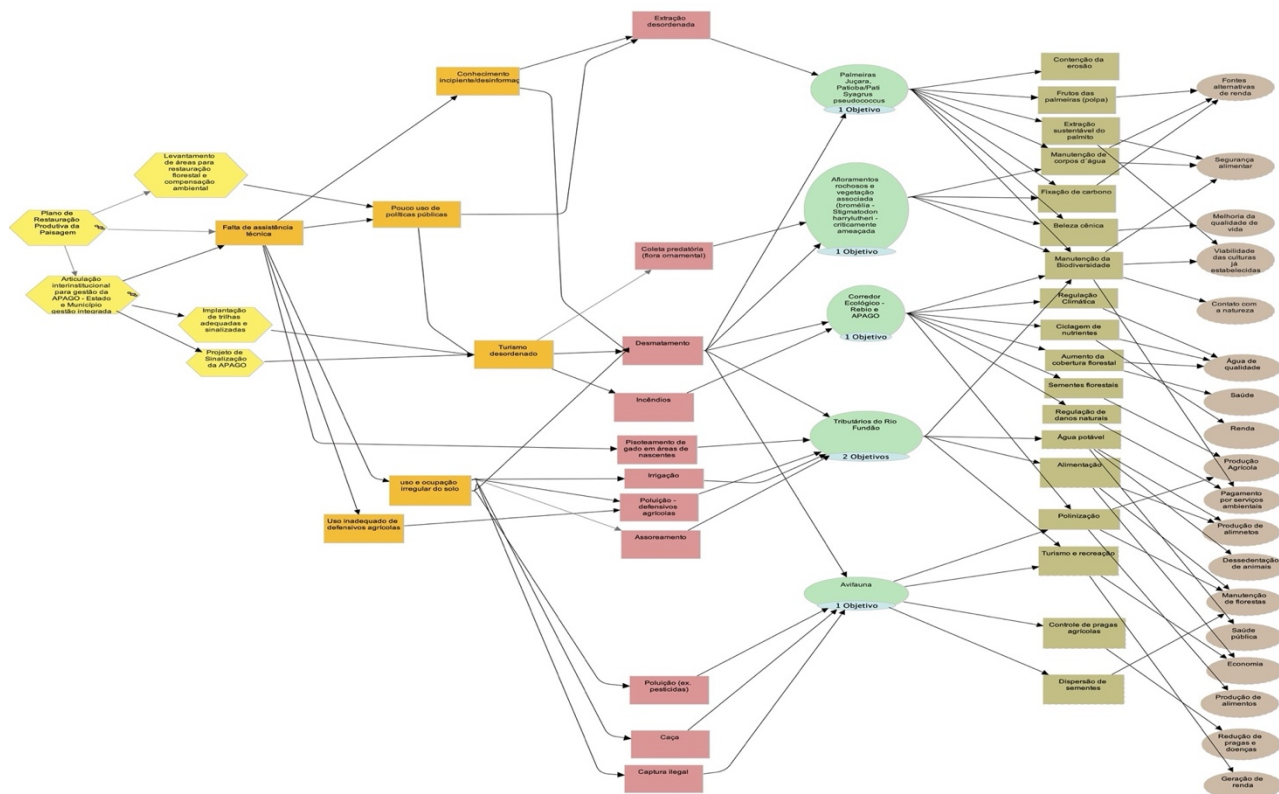 Plano de
Restauração
Produtiva da
Paisagem
Levantamento
de áreas para
restauração
florestal e
compensação
ambiental
Articulação
interinstitucional
para gestão da
APAGO - Estado e
Município
gestão integrada
Implantação
de trilhas
adequadas e
sinalizadas
Projeto de
Sinalização
da APAGO
Falta de assistência
técnica
Conhecimento
incipiente/desinformaç
Pouco uso de
políticas públicas
Turismo
desordenado
uso e ocupação
irregular do solo
Uso inadequado de
defensivos agrícolas
Extração
desordenada
Coleta predatória
(flora ornamental)
Desmatamento
Incêndios
Pisoteamento de
gado em áreas de
nascentes
Irrigação
Poluição -
defensivos
agrícolas
Assoreamento
Poluição (ex.
pesticidas)
Caça
Captura ilegal
Palmeiras
Juçara,
Patioba/Pati
Syagrus
pseudococcus
1 Objetivo
Afloramentos
rochosos e
vegetação
associada
(bromélia -
Stigmatodon
harrylutheri -
criticamente
ameaçada
1 Objetivo
Corredor
Ecológico -
Rebio e
APAGO
1 Objetivo
Tributários do Rio
Fundão
2 Objetivos
Avifauna
1 Objetivo
Contenção da
erosão
Frutos das
palmeiras (polpa)
Extração
sustentável do
palmito
Manutenção de
corpos d´água
Fixação de carbono
Beleza cênica
Manutenção da
Biodiversidade
Regulação
Climática
Ciclagem de
nutrientes
Aumento da
cobertura florestal
Sementes florestais
Regulação de
danos naturais
Água potável
Alimentação
Polinização
Turismo e recreação
Controle de pragas
agrícolas
Dispersão de
sementes
Fontes
alternativas
de renda
Segurança
alimentar
Melhoria da
qualidade de
vida
Viabilidade
das culturas
já
estabelecidas
Contato com
a natureza
Água de
qualidade
Saúde
Renda
Produção
Agrícola
Pagamento
por serviços
ambientais
Produção de
alimnetos
Dessedentação
de animais
Manutenção
de florestas
Saúde
pública
Economia
Produção de
alimentos
Redução de
pragas e
doenças
Geração de
renda